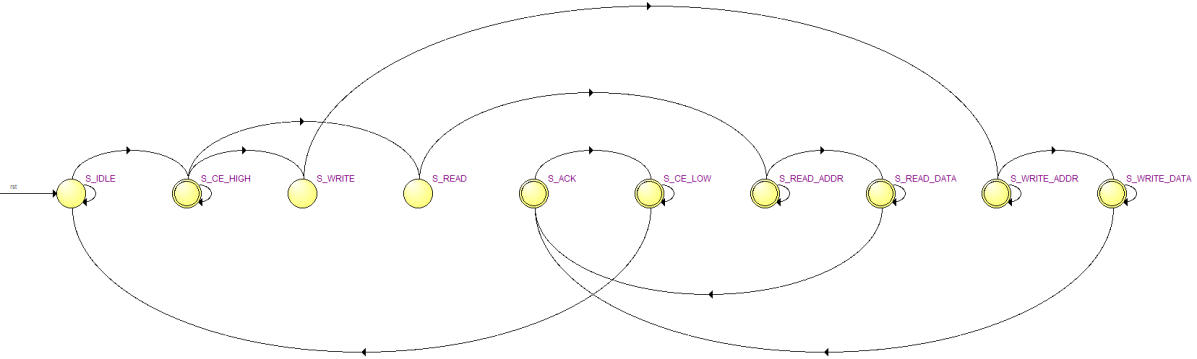 S_IDLE
S_CE_HIGH
S_WRITE
S_READ
S_ACK
S_CE_LOW
S_READ_ADDR
S_READ_DATA
S_WRITE_ADDR
S_WRITE_DATA
rst